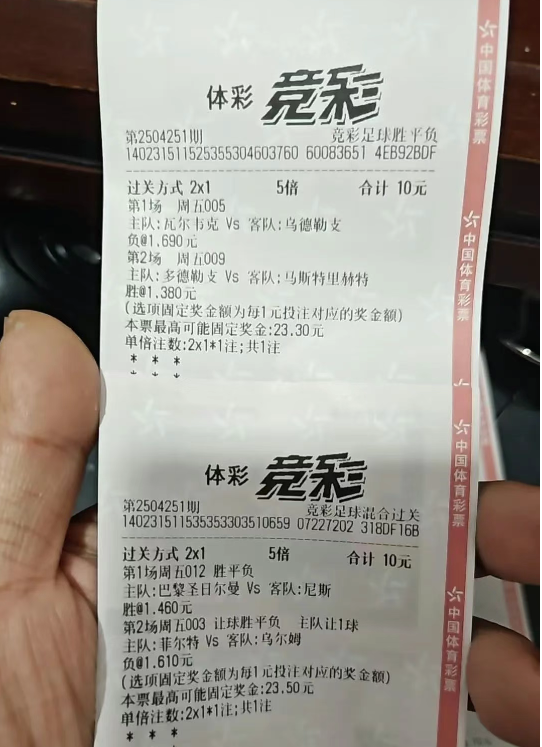 体彩 竞彩
第2504251期 竞彩足球胜平负
140231511525355304603760 60083651 4EB92BDF
过关方式 2x1 5倍 合计 10元
第1场 周五005
主队:瓦尔韦克 Vs 客队:乌德勒支
负@1.690元
第2场 周五009
主队:多德勒支 Vs 客队:马斯特里赫特
胜@1.380元
(选项固定奖金额为每1元投注对应的奖金额)
本票最高可能固定奖金:23.30元
单倍注数:2x1*1注;共1注
* * *
* * *
体彩 竞彩
第2504251期 竞彩足球混合过关
140231511535353303510659 07227202 318DF16B
过关方式 2x1 5倍 合计 10元
第1场周五012 胜平负
主队:巴黎圣日尔曼 Vs 客队:尼斯
胜@1.460元
第2场周五003 让球胜平负 主队让1球
主队:菲尔特 Vs 客队:乌尔姆
负@1.610元
(选项固定奖金额为每1元投注对应的奖金额)
本票最高可能固定奖金:23.50元
单倍注数:2x1*1注;共1注
* * *
中国体育彩票
中国体育彩票
中国体育彩票
中国体育彩票